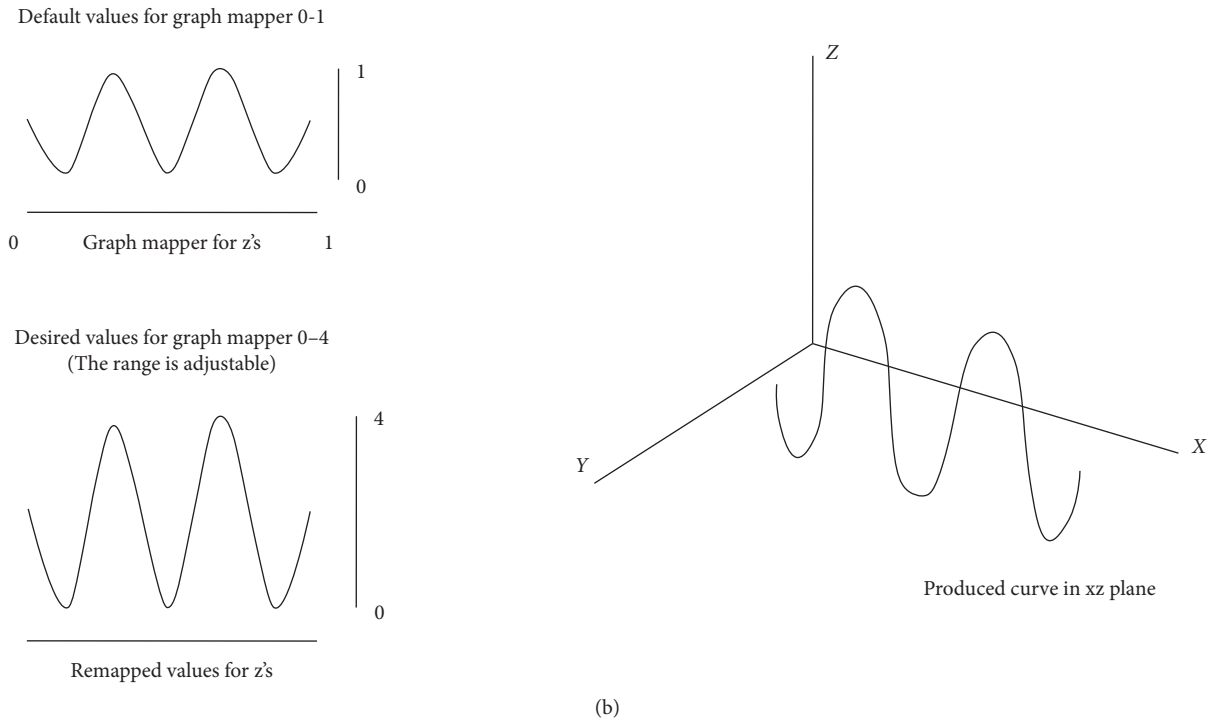 Default values for graph mapper 0-1
1
0
0
Graph mapper for z's
1
Desired values for graph mapper 0–4
(The range is adjustable)
4
0
Remapped values for z's
Z
Y
X
Produced curve in xz plane
(b)